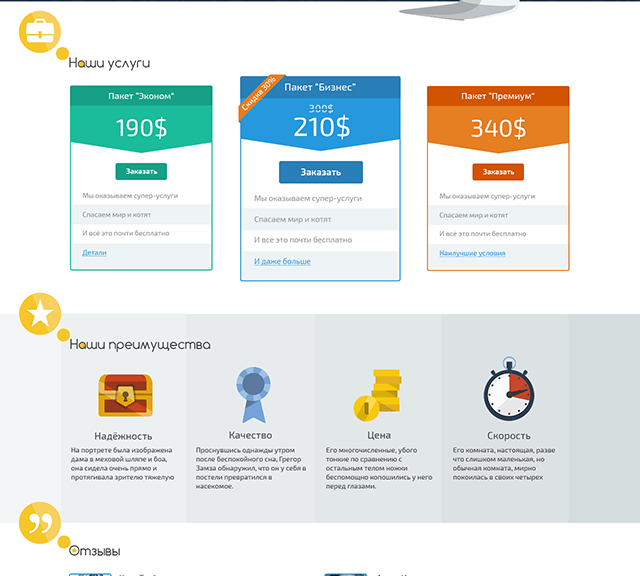 Наши услуги
Пакет "Эконом"
190$
Заказать
Мы оказываем супер-услуги
Спасаем мир и котят
И всё это почти бесплатно
Детали
Скидка 30%
Пакет "Бизнес"
300$
210$
Заказать
Мы оказываем супер-услуги
Спасаем мир и котят
И всё это почти бесплатно
И даже больше
Пакет "Премиум"
340$
Заказать
Мы оказываем супер-услуги
Спасаем мир и котят
И всё это почти бесплатно
Наилучшие условия
Наши преимущества
Надёжность
На портрете была изображена
дама в меховой шляпе и боа,
она сидела очень прямо и
протягивала зрителю тяжелую
Качество
Проснувшись однажды утром
после беспокойного сна, Грегор
Замза обнаружил, что он у себя в
постели превратился в
насекомое.
Цена
Его многочисленные, убого
тонкие по сравнению с
остальным телом ножки
беспомощно копошились у него
перед глазами.
Скорость
Его комната, настоящая, разве
что слишком маленькая, но
обычная комната, мирно
покоилась в своих четырех
Отзывы